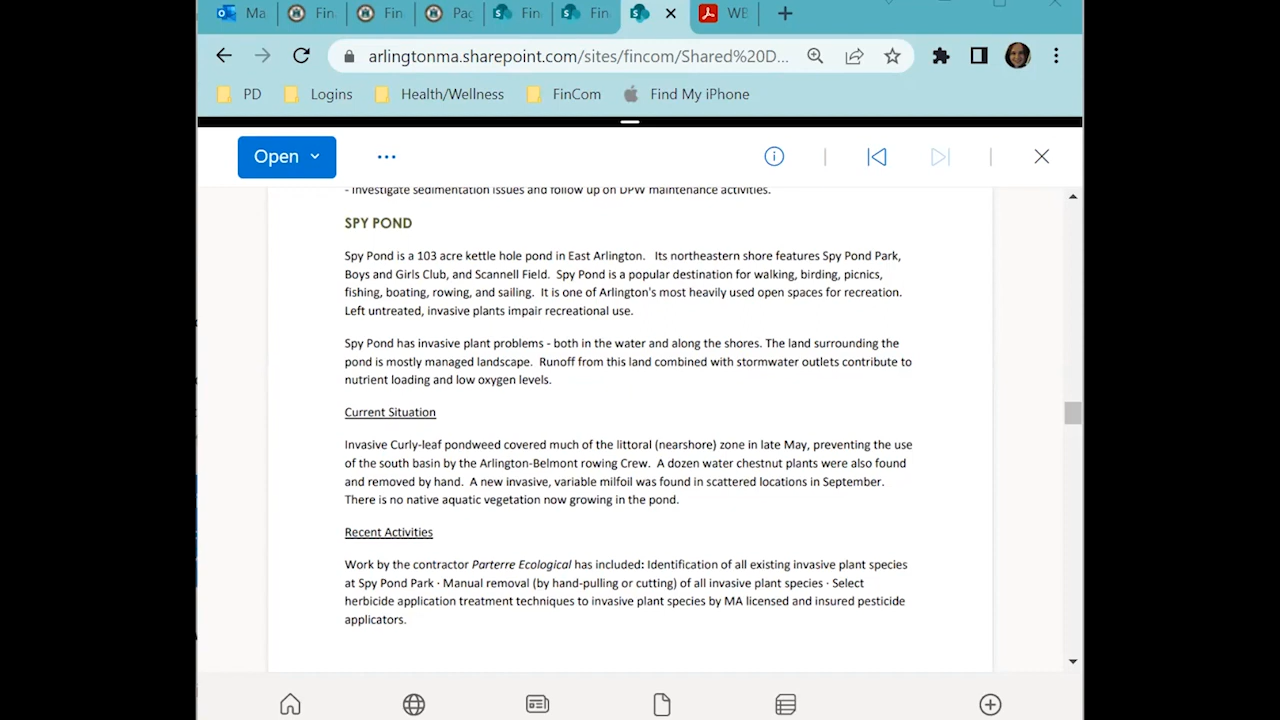 Ma
Fin
Fin
Pag
Fin
Fin
WB
arlingtonma.sharepoint.com/sites/fincom/Shared%20D...
PD
Logins
Health/Wellness
FinCom
Find My iPhone
Open
- Investigate sedimentation issues and follow up on DPW maintenance activities.
SPY POND
Spy Pond is a 103 acre kettle hole pond in East Arlington. Its northeastern shore features Spy Pond Park,
Boys and Girls Club, and Scannell Field. Spy Pond is a popular destination for walking, birding, picnics,
fishing, boating, rowing, and sailing. It is one of Arlington's most heavily used open spaces for recreation.
Left untreated, invasive plants impair recreational use.
Spy Pond has invasive plant problems - both in the water and along the shores. The land surrounding the
pond is mostly managed landscape. Runoff from this land combined with stormwater outlets contribute to
nutrient loading and low oxygen levels.
Current Situation
Invasive Curly-leaf pondweed covered much of the littoral (nearshore) zone in late May, preventing the use
of the south basin by the Arlington-Belmont rowing Crew. A dozen water chestnut plants were also found
and removed by hand. A new invasive, variable milfoil was found in scattered locations in September.
There is no native aquatic vegetation now growing in the pond.
Recent Activities
Work by the contractor Parterre Ecological has included: Identification of all existing invasive plant species
at Spy Pond Park · Manual removal (by hand-pulling or cutting) of all invasive plant species · Select
herbicide application treatment techniques to invasive plant species by MA licensed and insured pesticide
applicators.